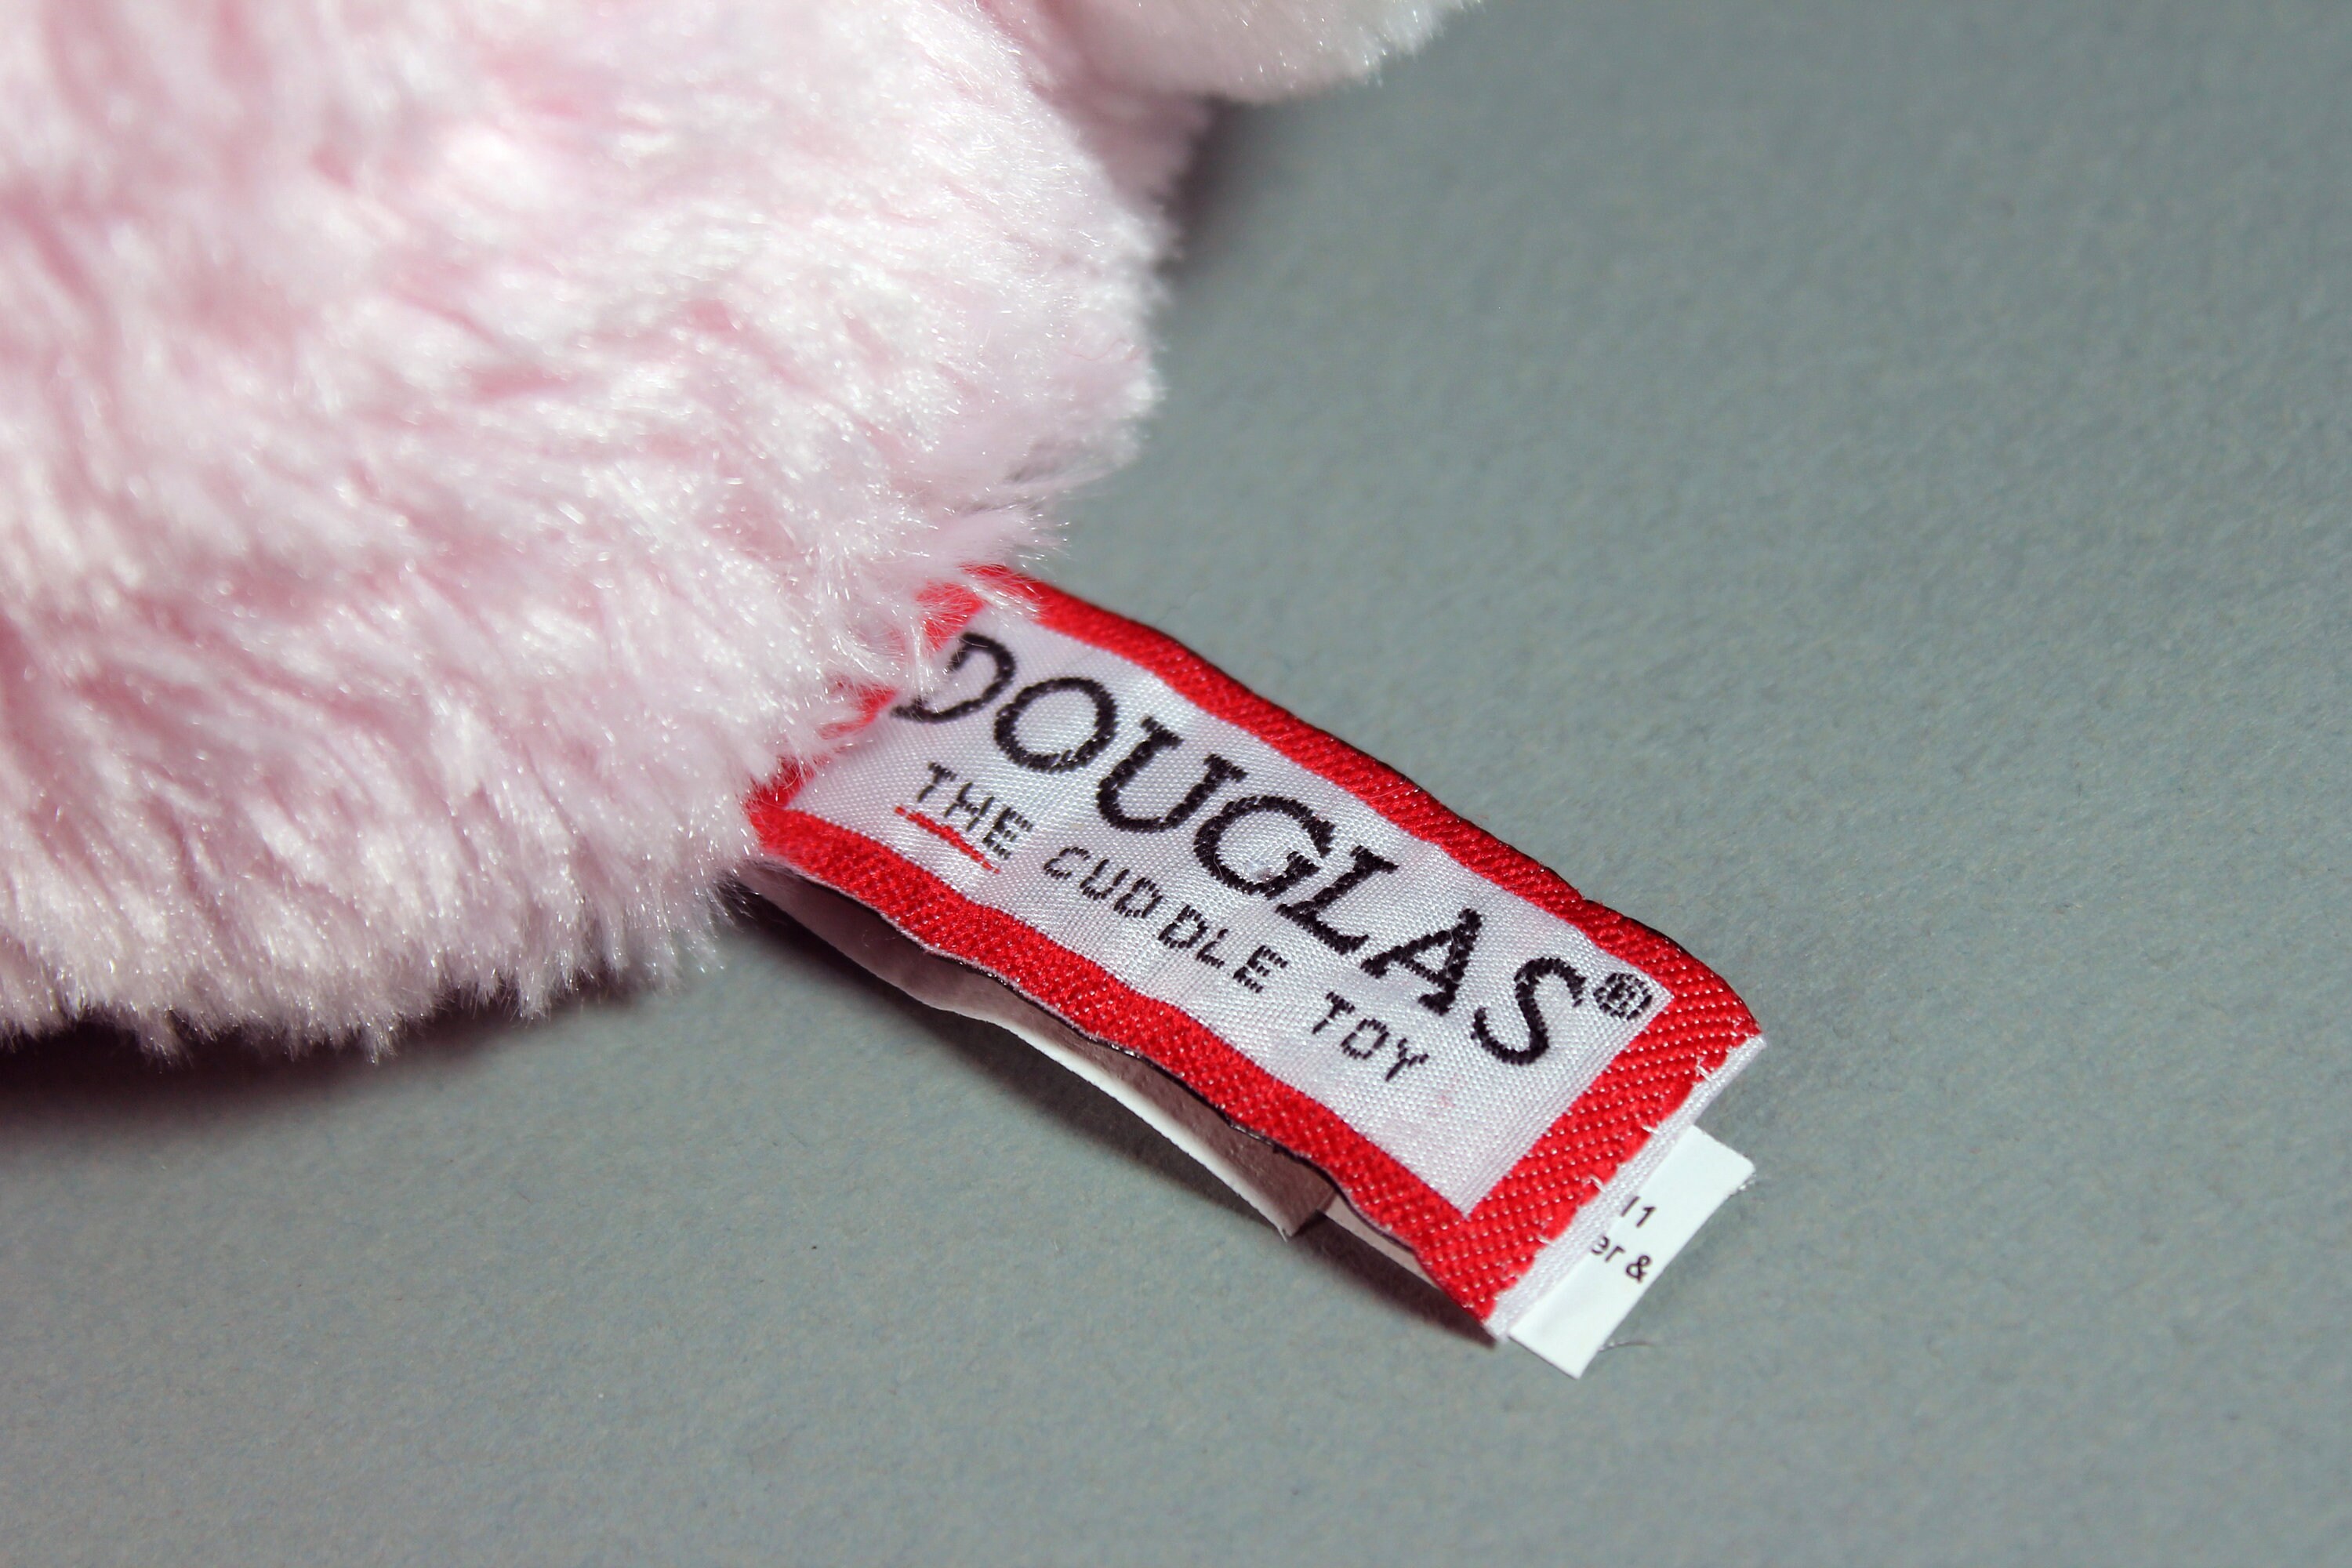 DOUGLAS®
THE CUDDLE TOY
&